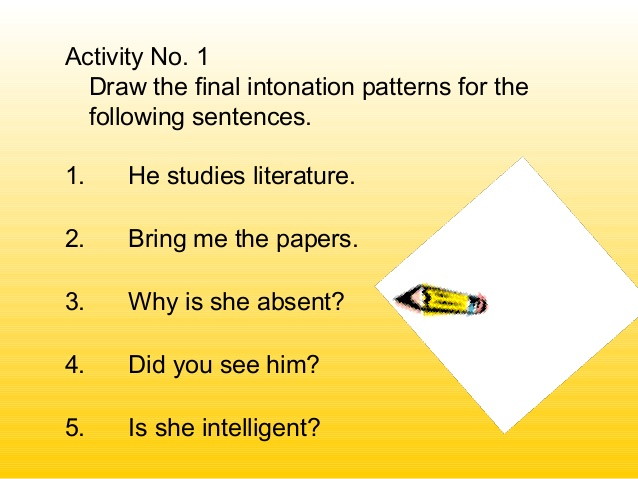 Activity No. 1
Draw the final intonation patterns for the
following sentences.
1. He studies literature.
2. Bring me the papers.
3. Why is she absent?
4. Did you see him?
5. Is she intelligent?